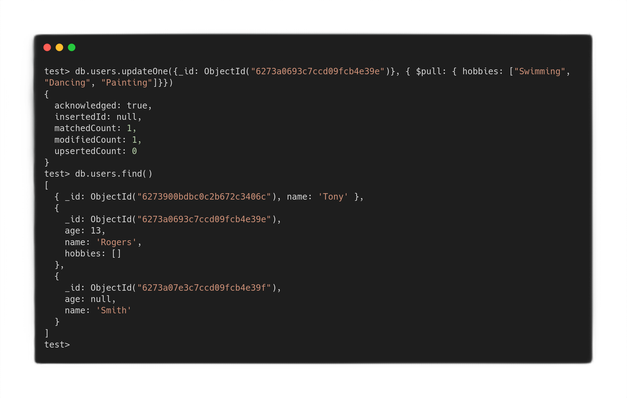 test> db.users.updateOne({_id: ObjectId("6273a0693c7ccd09fcb4e39e")}, { $pull: { hobbies: ["Swimming",
"Dancing", "Painting"]}})
{
  acknowledged: true,
  insertedId: null,
  matchedCount: 1,
  modifiedCount: 1,
  upsertedCount: 0
}
test> db.users.find()
[
  { _id: ObjectId("6273900bdbc0c2b672c3406c"), name: 'Tony' },
  {
    _id: ObjectId("6273a0693c7ccd09fcb4e39e"),
    age: 13,
    name: 'Rogers',
    hobbies: []
  },
  {
    _id: ObjectId("6273a07e3c7ccd09fcb4e39f"),
    age: null,
    name: 'Smith'
  }
]
test>